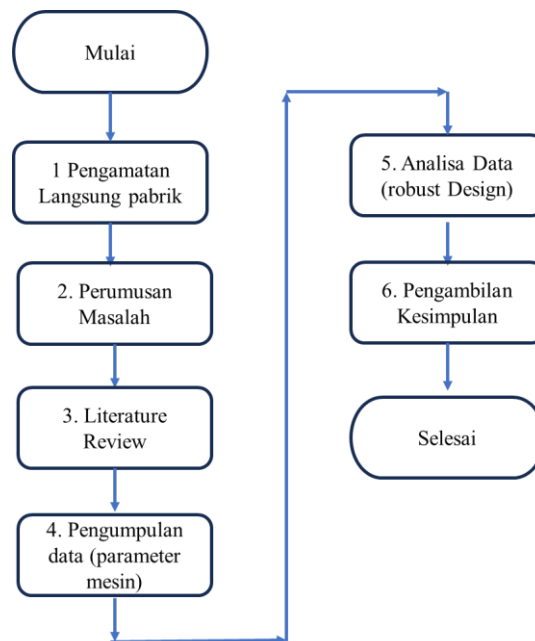 Mulai
1 Pengamatan
Langsung pabrik
2. Perumusan
Masalah
3. Literature
Review
4. Pengumpulan
data (parameter
mesin)
5. Analisa Data
(robust Design)
6. Pengambilan
Kesimpulan
Selesai